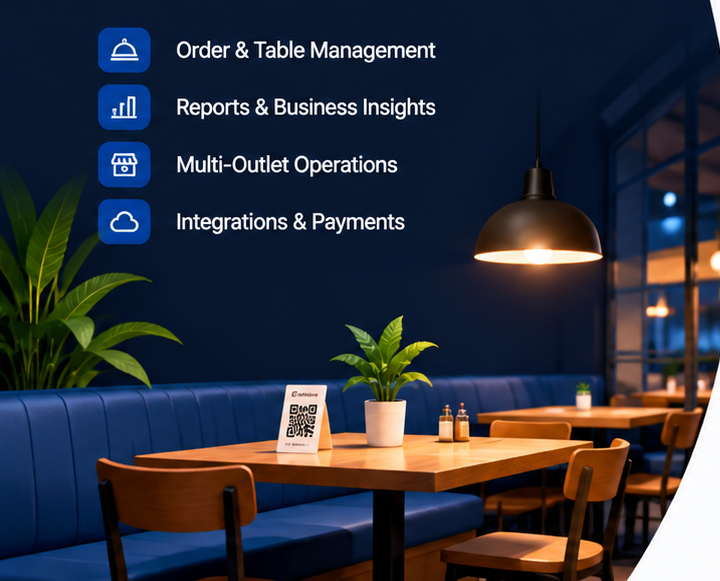 Order & Table Management
Reports & Business Insights
Multi-Outlet Operations
Integrations & Payments